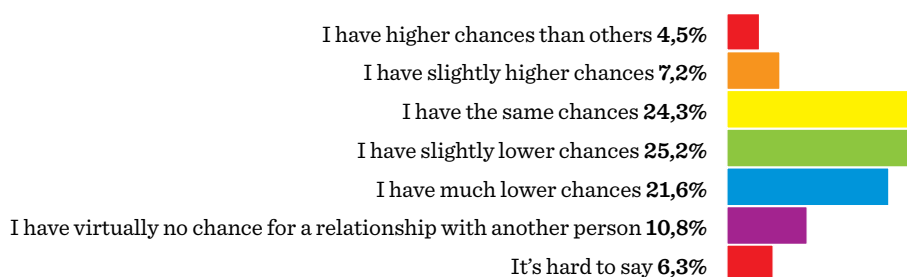 I have higher chances than others 4,5%
I have slightly higher chances 7,2%
I have the same chances 24,3%
I have slightly lower chances 25,2%
I have much lower chances 21,6%
I have virtually no chance for a relationship with another person 10,8%
It’s hard to say 6,3%